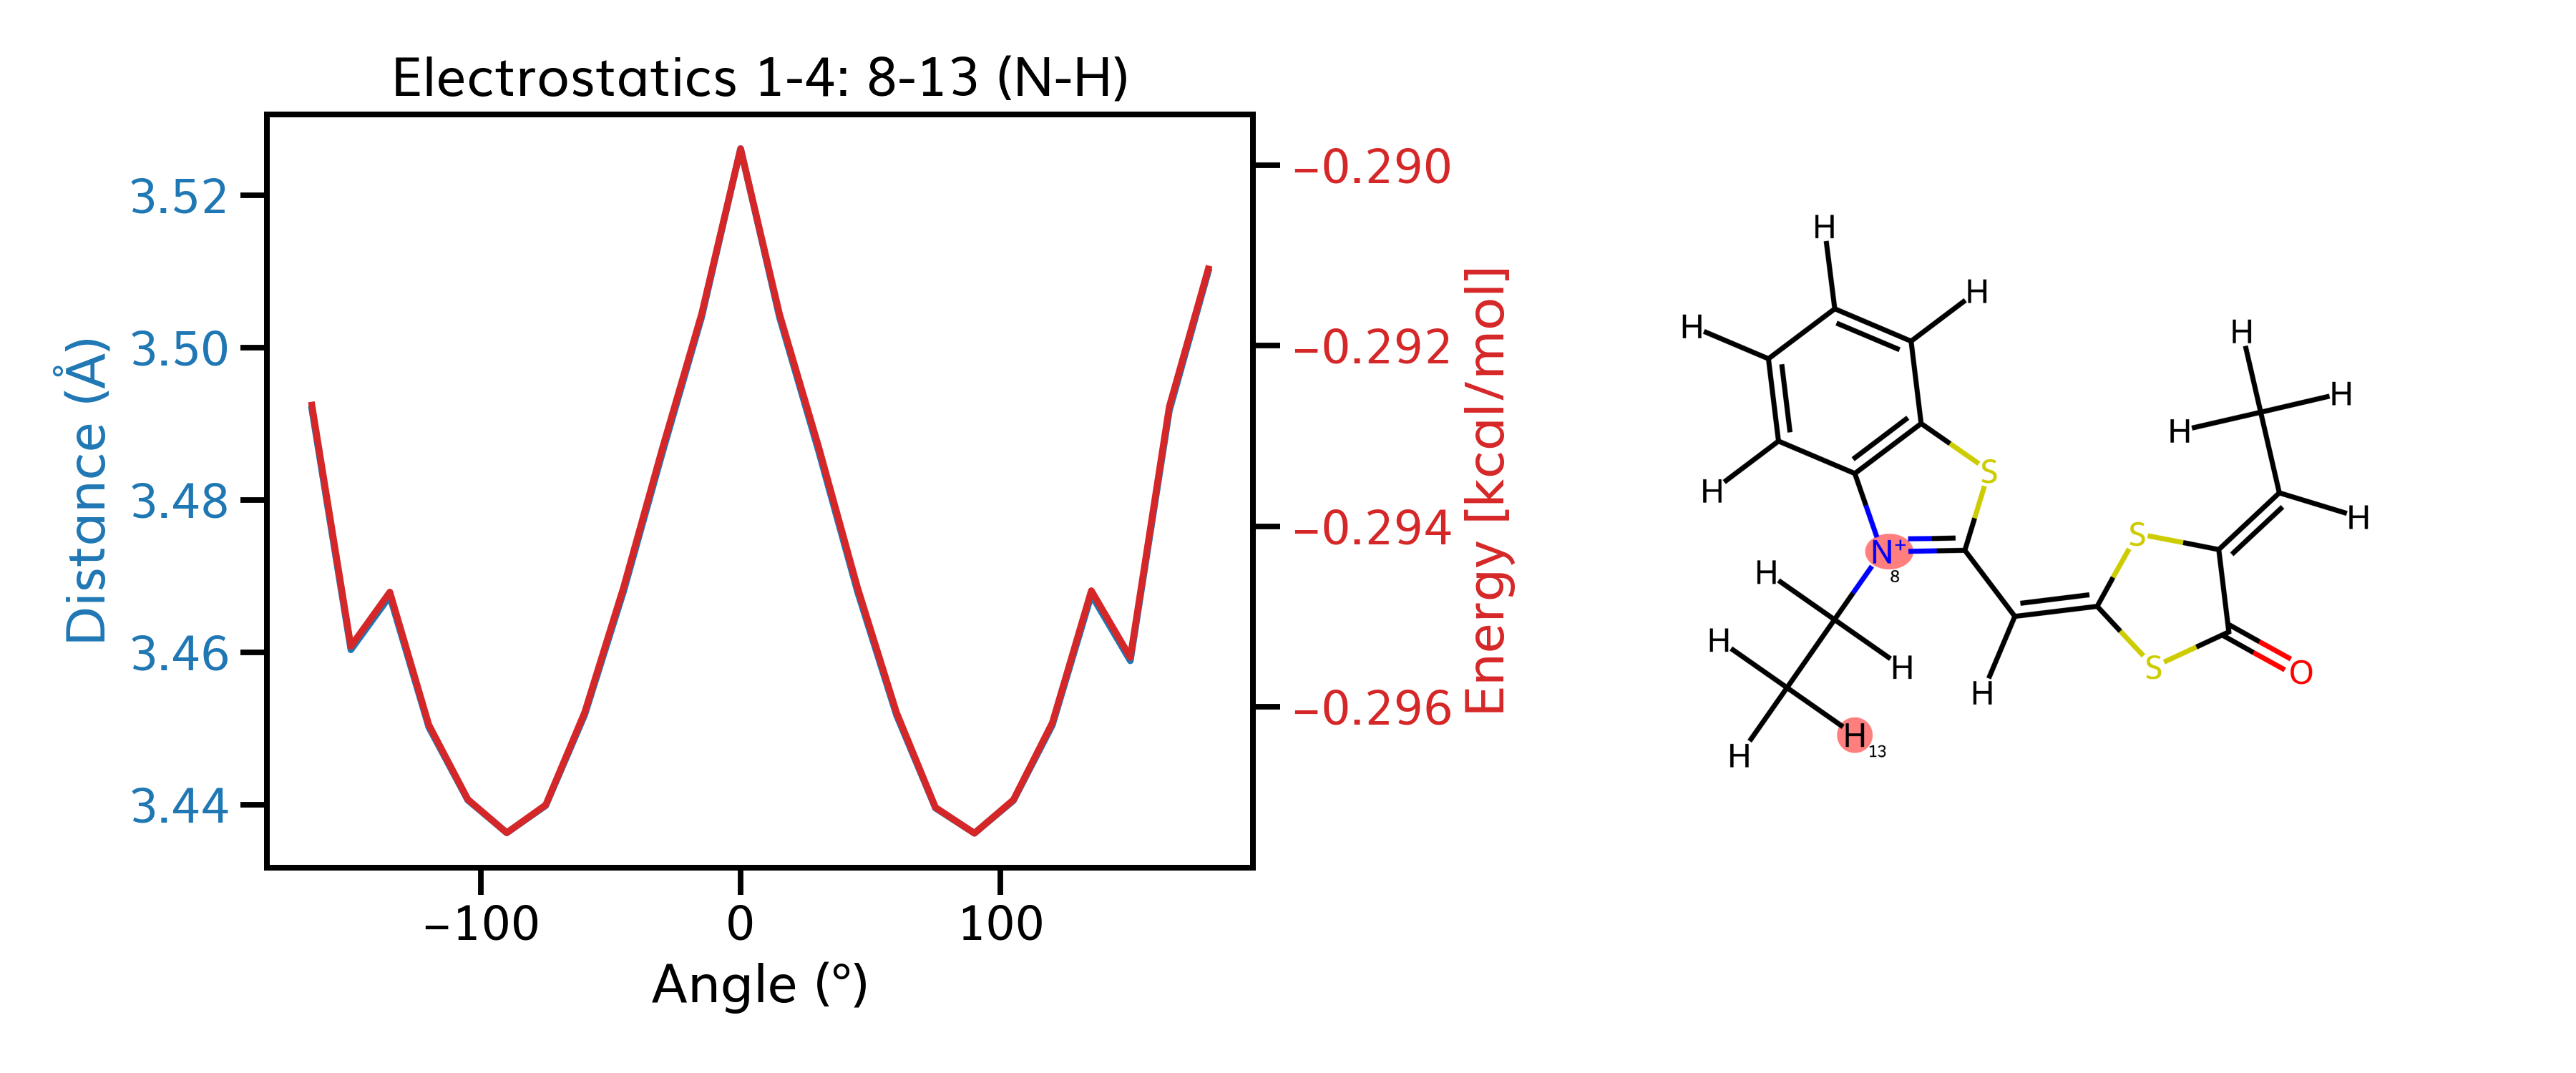 Electrostatics 1-4: 8-13 (N-H)
3.52
3.50
3.48
3.46
3.44
Distance (Å)
−0.290
−0.292
−0.294
−0.296
Energy [kcal/mol]
−100
0
100
Angle (°)
H
H
H
H
S
H
H
H
H
S
N+
8
H
H
H
H
S
O
H
H
13
H